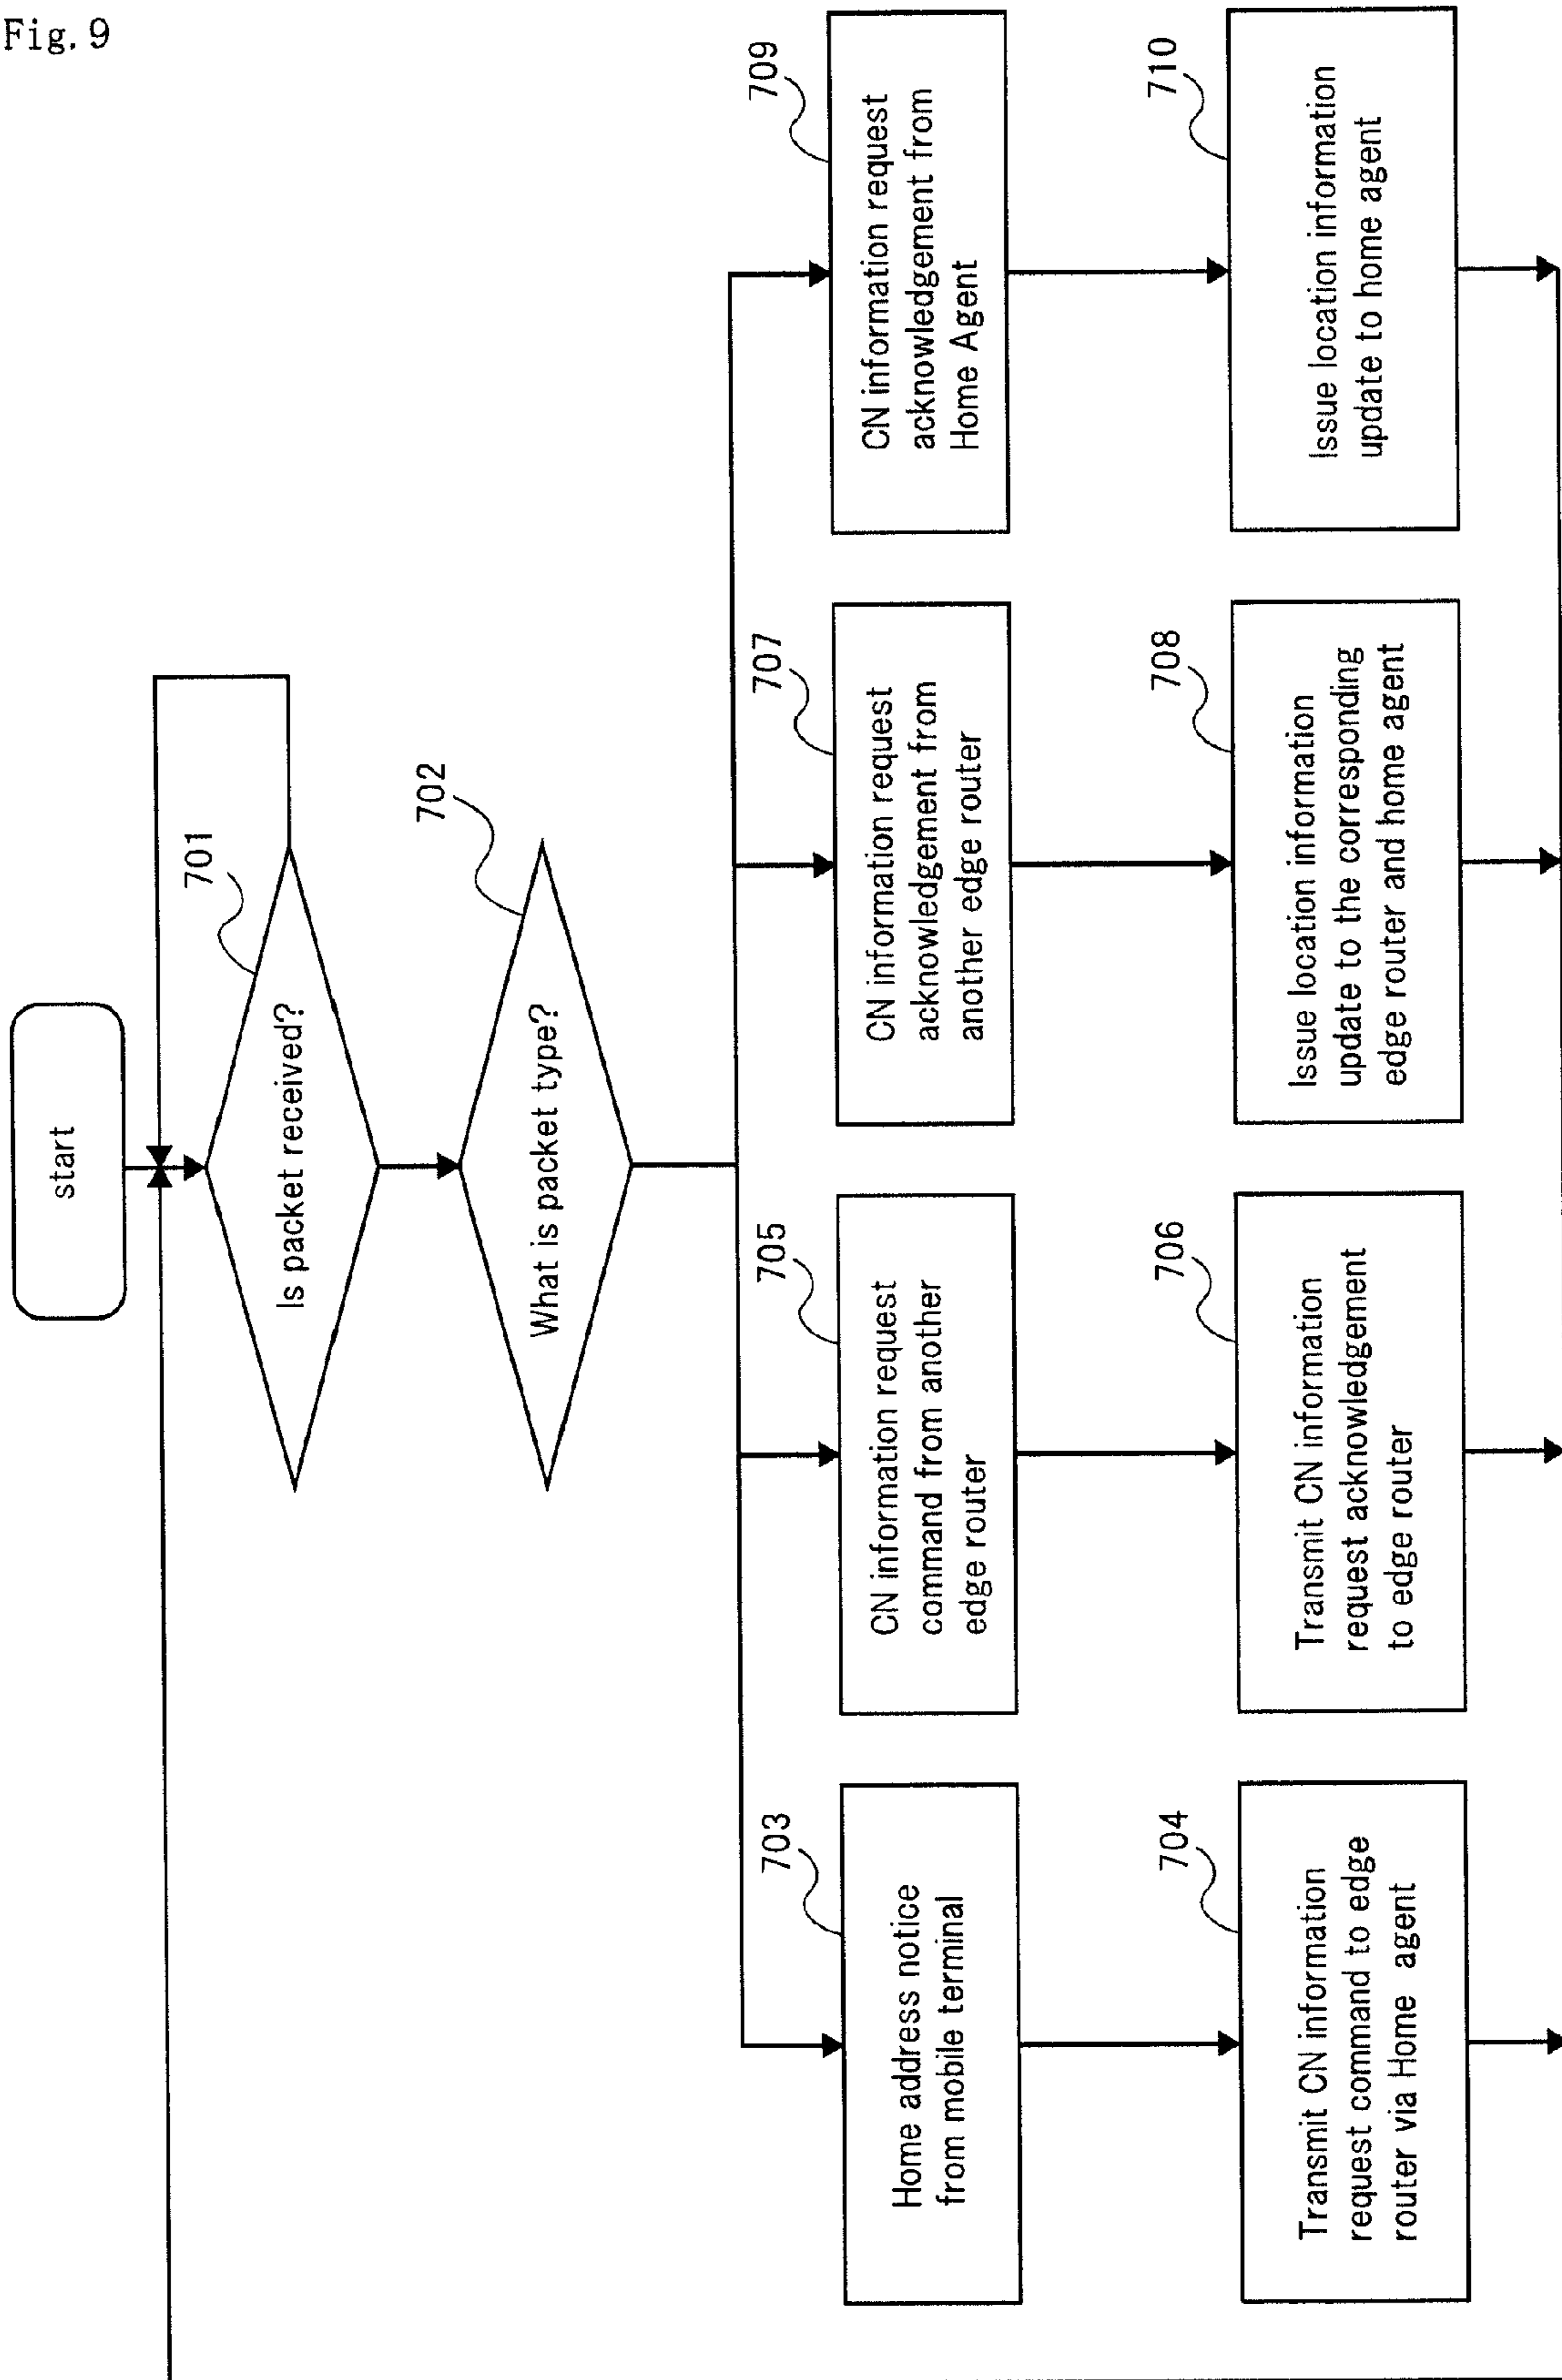 Fig. 9
start
701
Is packet received?
702
What is packet type?
703
Home address notice
from mobile terminal
704
Transmit CN information
request command to edge
router via Home agent
705
CN information request
command from another
edge router
706
Transmit CN information
request acknowledgement
to edge router
707
CN information request
acknowledgement from
another edge router
708
Issue location information
update to the corresponding
edge router and home agent
709
CN information request
acknowledgement from
Home Agent
710
Issue location information
update to home agent